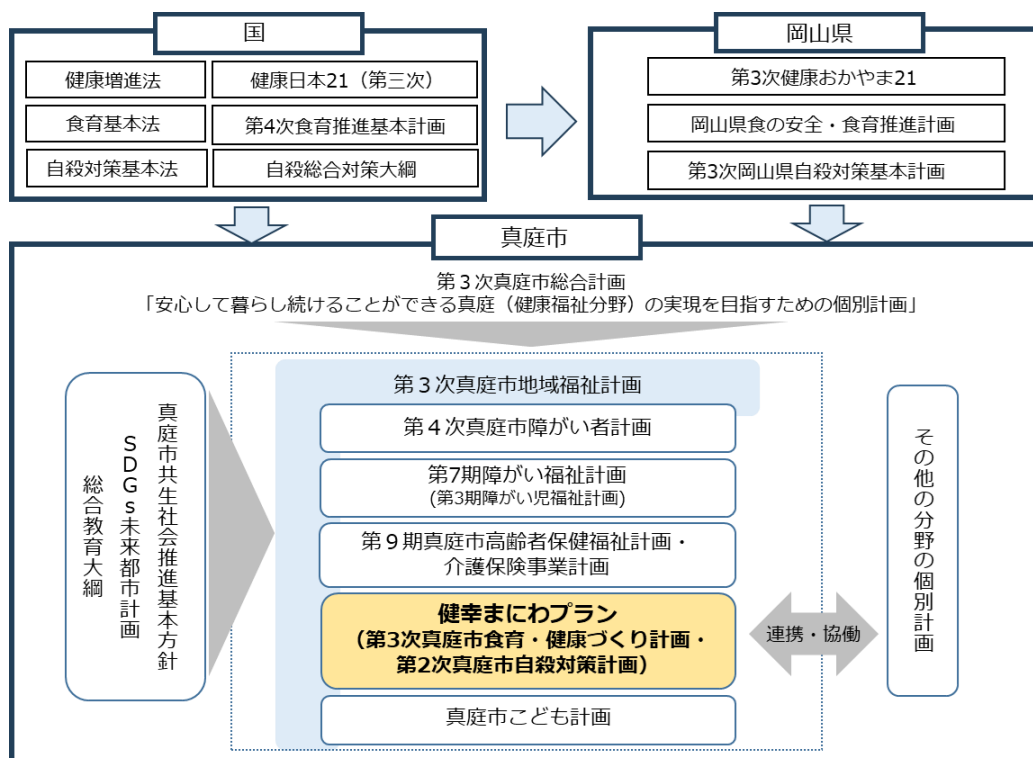 国
健康増進法
健康日本21（第三次）
食育基本法
第4次食育推進基本計画
自殺対策基本法
自殺総合対策大綱
岡山県
第3次健康おかやま21
岡山県食の安全・食育推進計画
第3次岡山県自殺対策基本計画
真庭市
第３次真庭市総合計画
「安心して暮らし続けることができる真庭（健康福祉分野）の実現を目指すための個別計画」
真庭市共生社会推進基本方針
ＳＤＧｓ未来都市計画
総合教育大綱
第３次真庭市地域福祉計画
第４次真庭市障がい者計画
第7期障がい福祉計画
(第3期障がい児福祉計画)
第９期真庭市高齢者保健福祉計画・
介護保険事業計画
健幸まにわプラン
（第3次真庭市食育・健康づくり計画・
第2次真庭市自殺対策計画）
真庭市こども計画
連携・協働
その他の分野の個別計画